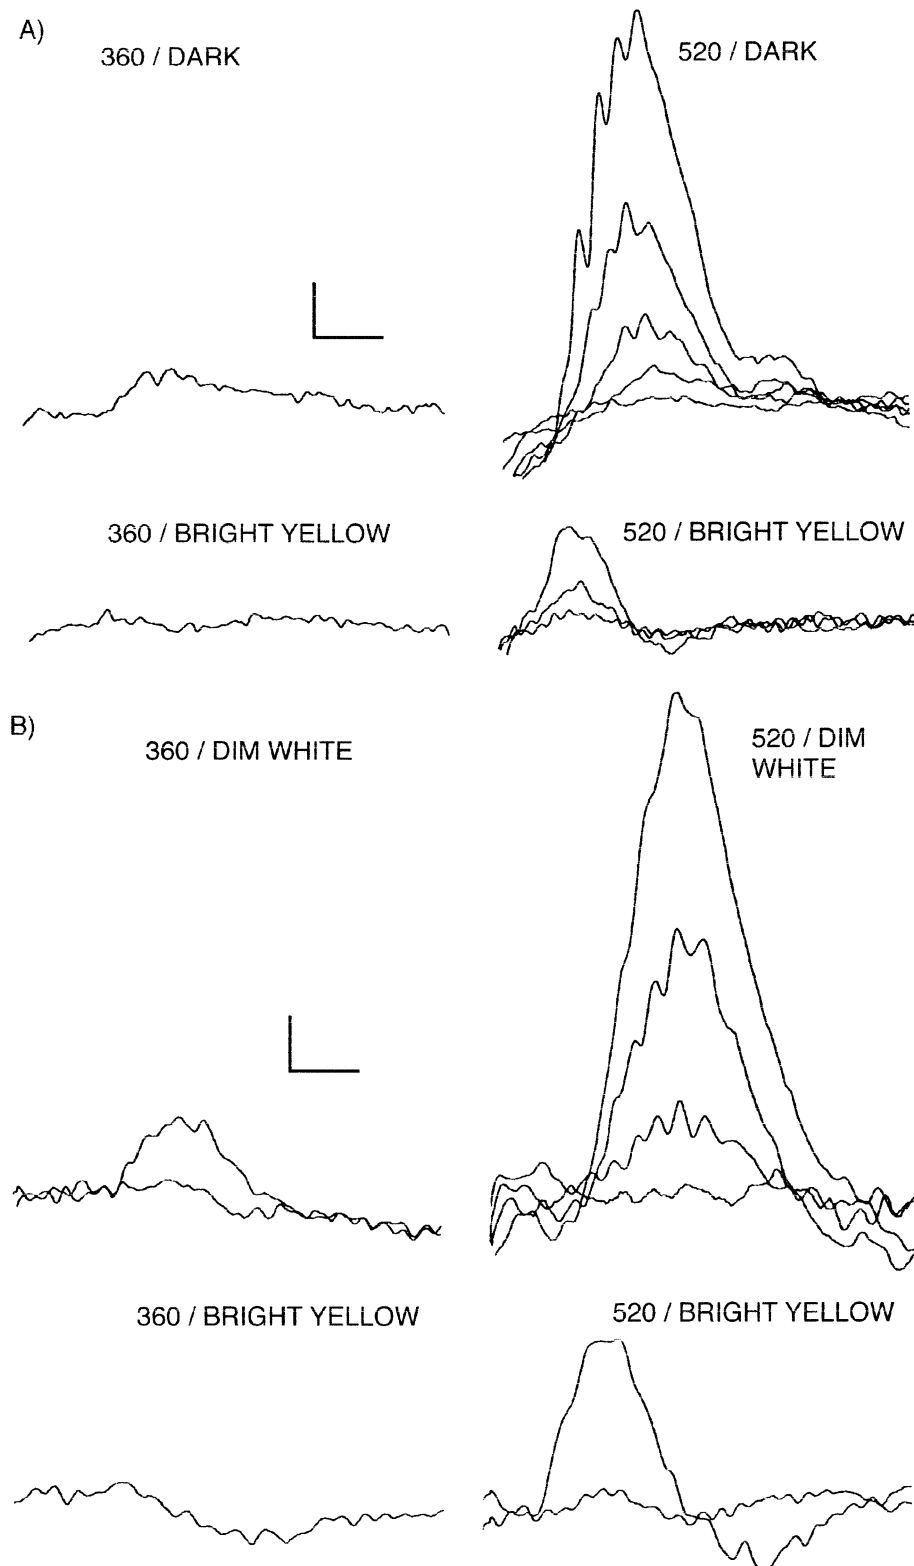 A)
360 / DARK
520 / DARK
360 / BRIGHT YELLOW
520 / BRIGHT YELLOW
B)
360 / DIM WHITE
520 / DIM
WHITE
360 / BRIGHT YELLOW
520 / BRIGHT YELLOW